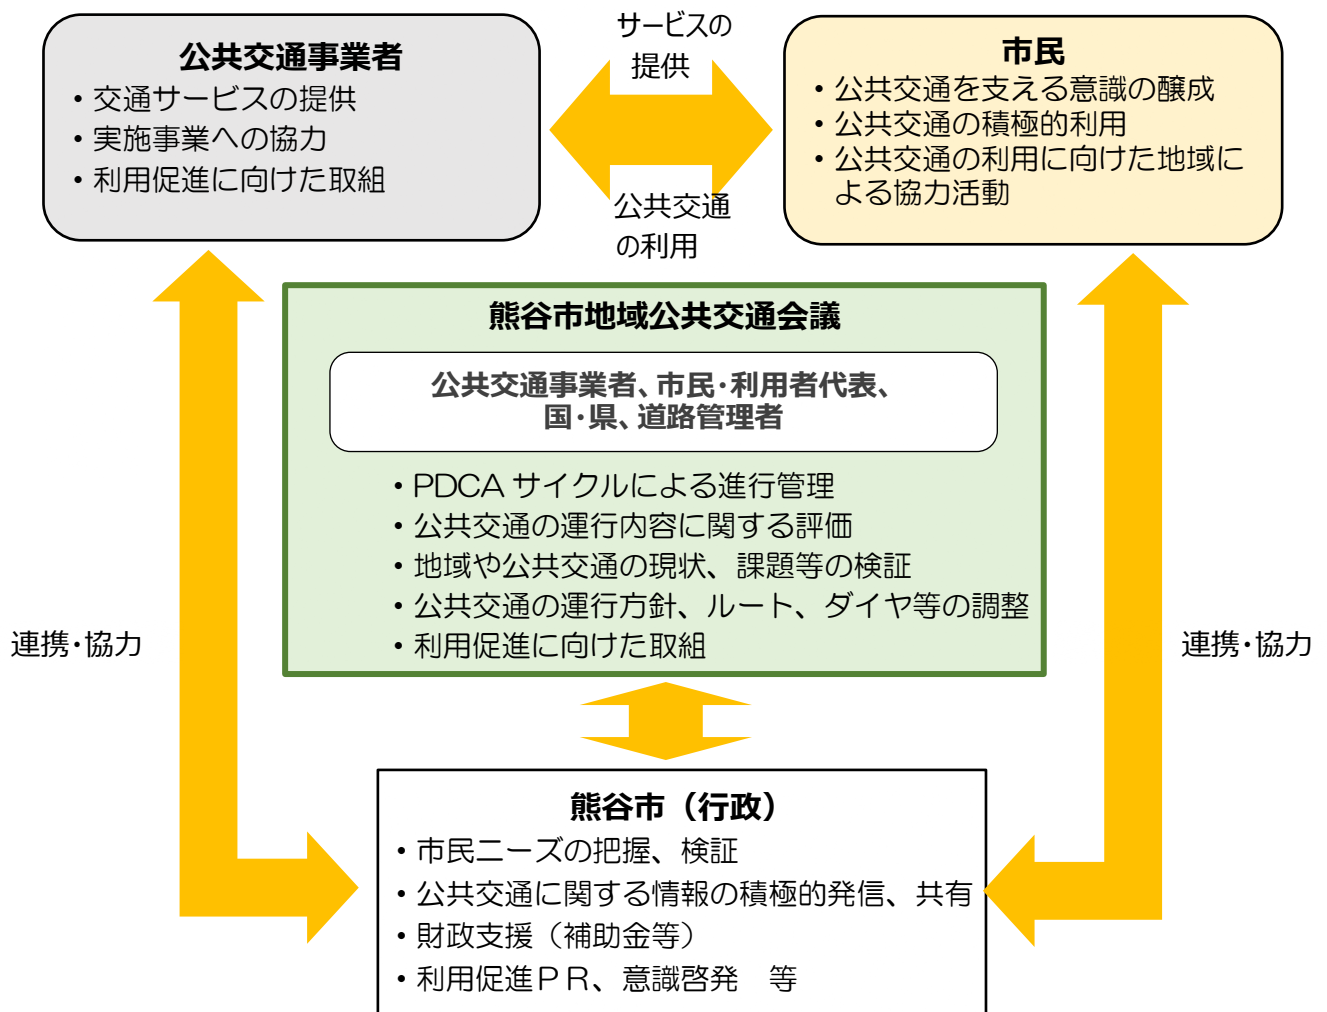 公共交通事業者
・交通サービスの提供
・実施事業への協力
・利用促進に向けた取組
サービスの
提供
公共交通
の利用
市民
・公共交通を支える意識の醸成
・公共交通の積極的利用
・公共交通の利用に向けた地域に
よる協力活動
熊谷市地域公共交通会議
公共交通事業者、市民・利用者代表、
国・県、道路管理者
・PDCA サイクルによる進行管理
・公共交通の運行内容に関する評価
・地域や公共交通の現状、課題等の検証
・公共交通の運行方針、ルート、ダイヤ等の調整
・利用促進に向けた取組
連携・協力
連携・協力
熊谷市（行政）
・市民ニーズの把握、検証
・公共交通に関する情報の積極的発信、共有
・財政支援（補助金等）
・利用促進ＰＲ、意識啓発　等